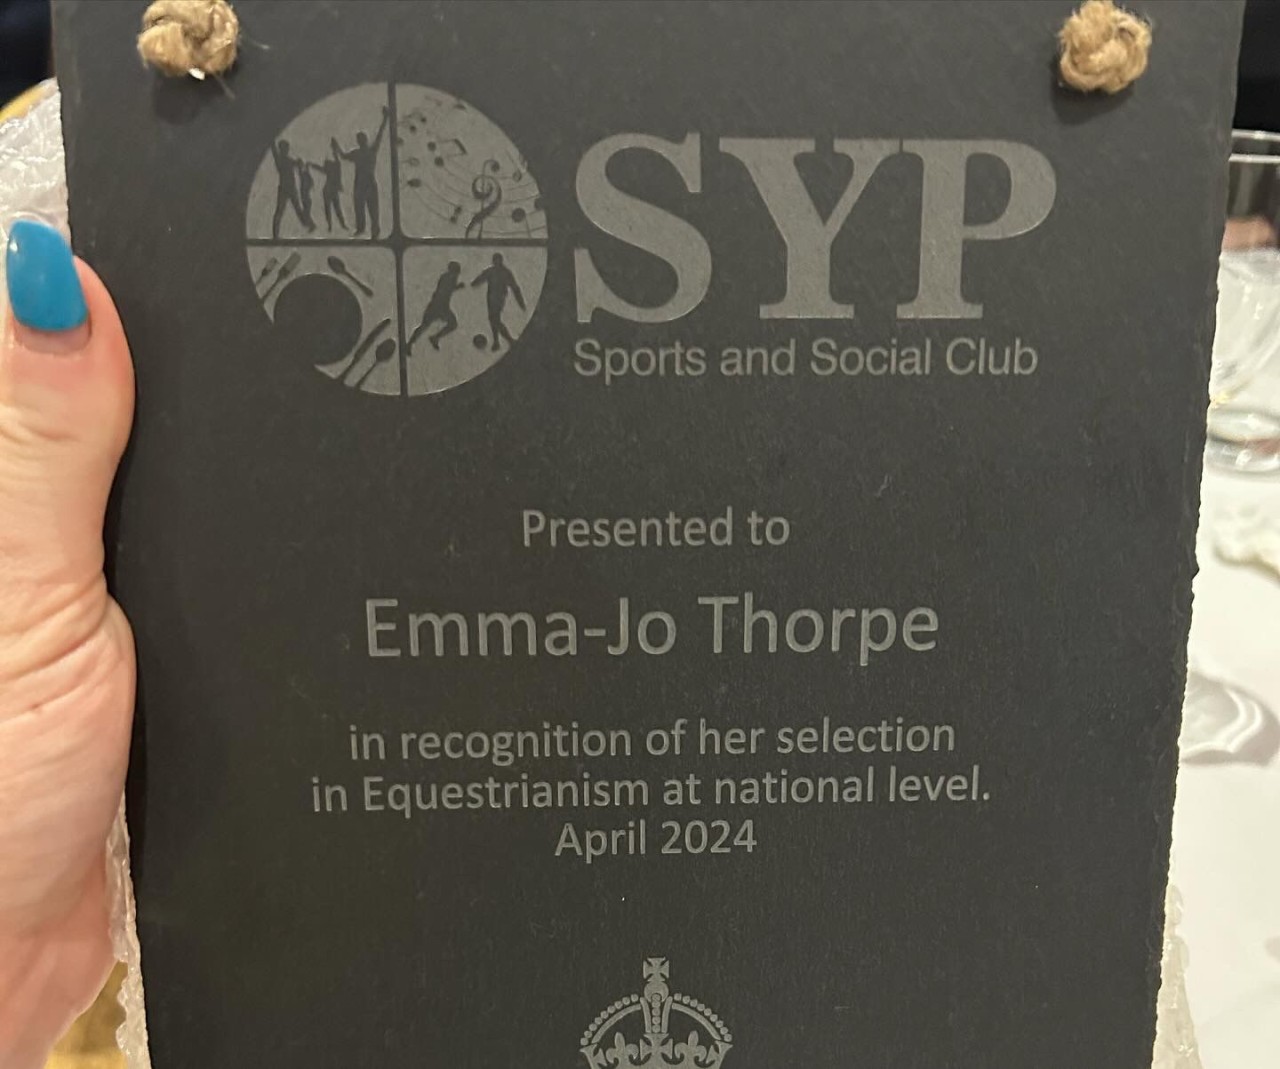 SYP
Sports and Social Club
Presented to
Emma-Jo Thorpe
in recognition of her selection
in Equestrianism at national level.
April 2024